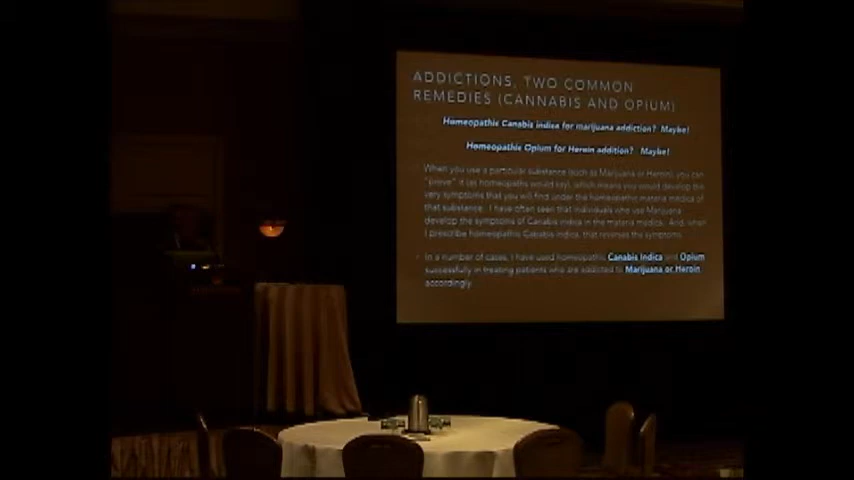 ADDICTIONS, TWO COMMON
REMEDIES (CANNABIS AND OPIUM)
Homeopathic Canabis indica for marijuana addiction? Maybe!
Homeopathic Opium for Heroin addition? Maybe!
When you use a particular substance (such as Marijuana or Heroin), you can
"prove" it (as homeopaths would say), which means you would develop the
very symptoms that you will find under the homeopathic materia medica of
that substance. I have often seen that individuals who use Marijuana
develop the symptoms of Canabis indica in the materia medica. And, when
I prescribe homeopathic Canabis indica, that reverses the symptoms.
• In a number of cases, I have used homeopathic Canabis Indica and Opium
successfully in treating patients who are addicted to Marijuana or Heroin
accordingly.